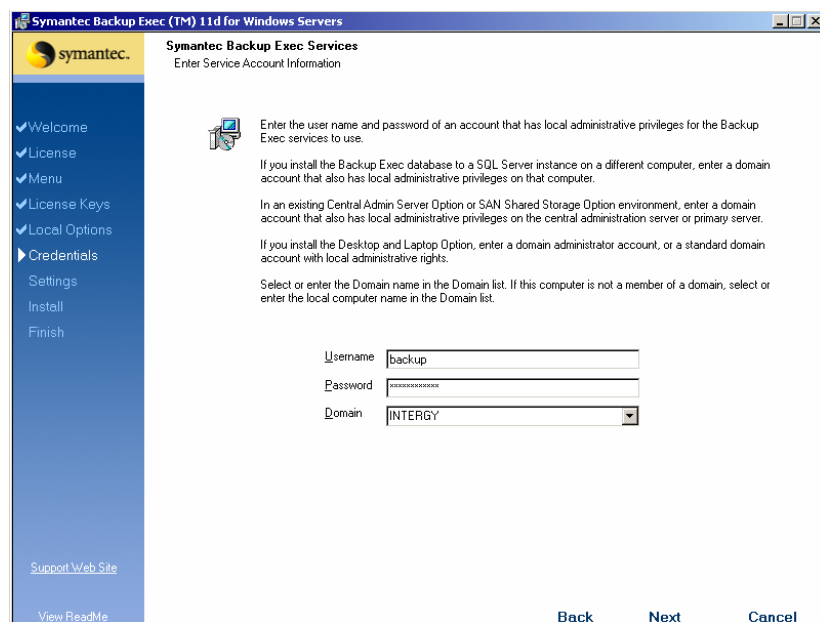 Symantec Backup Exec (TM) 11d for Windows Servers
symantec.
Symantec Backup Exec Services
Enter Service Account Information
Welcome
License
Menu
License Keys
Local Options
Credentials
Settings
Install
Finish
Enter the user name and password of an account that has local administrative privileges for the Backup
Exec services to use.
If you install the Backup Exec database to a SQL Server instance on a different computer, enter a domain
account that also has local administrative privileges on that computer.
In an existing Central Admin Server Option or SAN Shared Storage Option environment, enter a domain
account that also has local administrative privileges on the central administration server or primary server.
If you install the Desktop and Laptop Option, enter a domain administrator account, or a standard domain
account with local administrative rights.
Select or enter the Domain name in the Domain list. If this computer is not a member of a domain, select or
enter the local computer name in the Domain list.
Username backup
Password ************
Domain INTERGY
Support Web Site
View ReadMe
Back Next Cancel